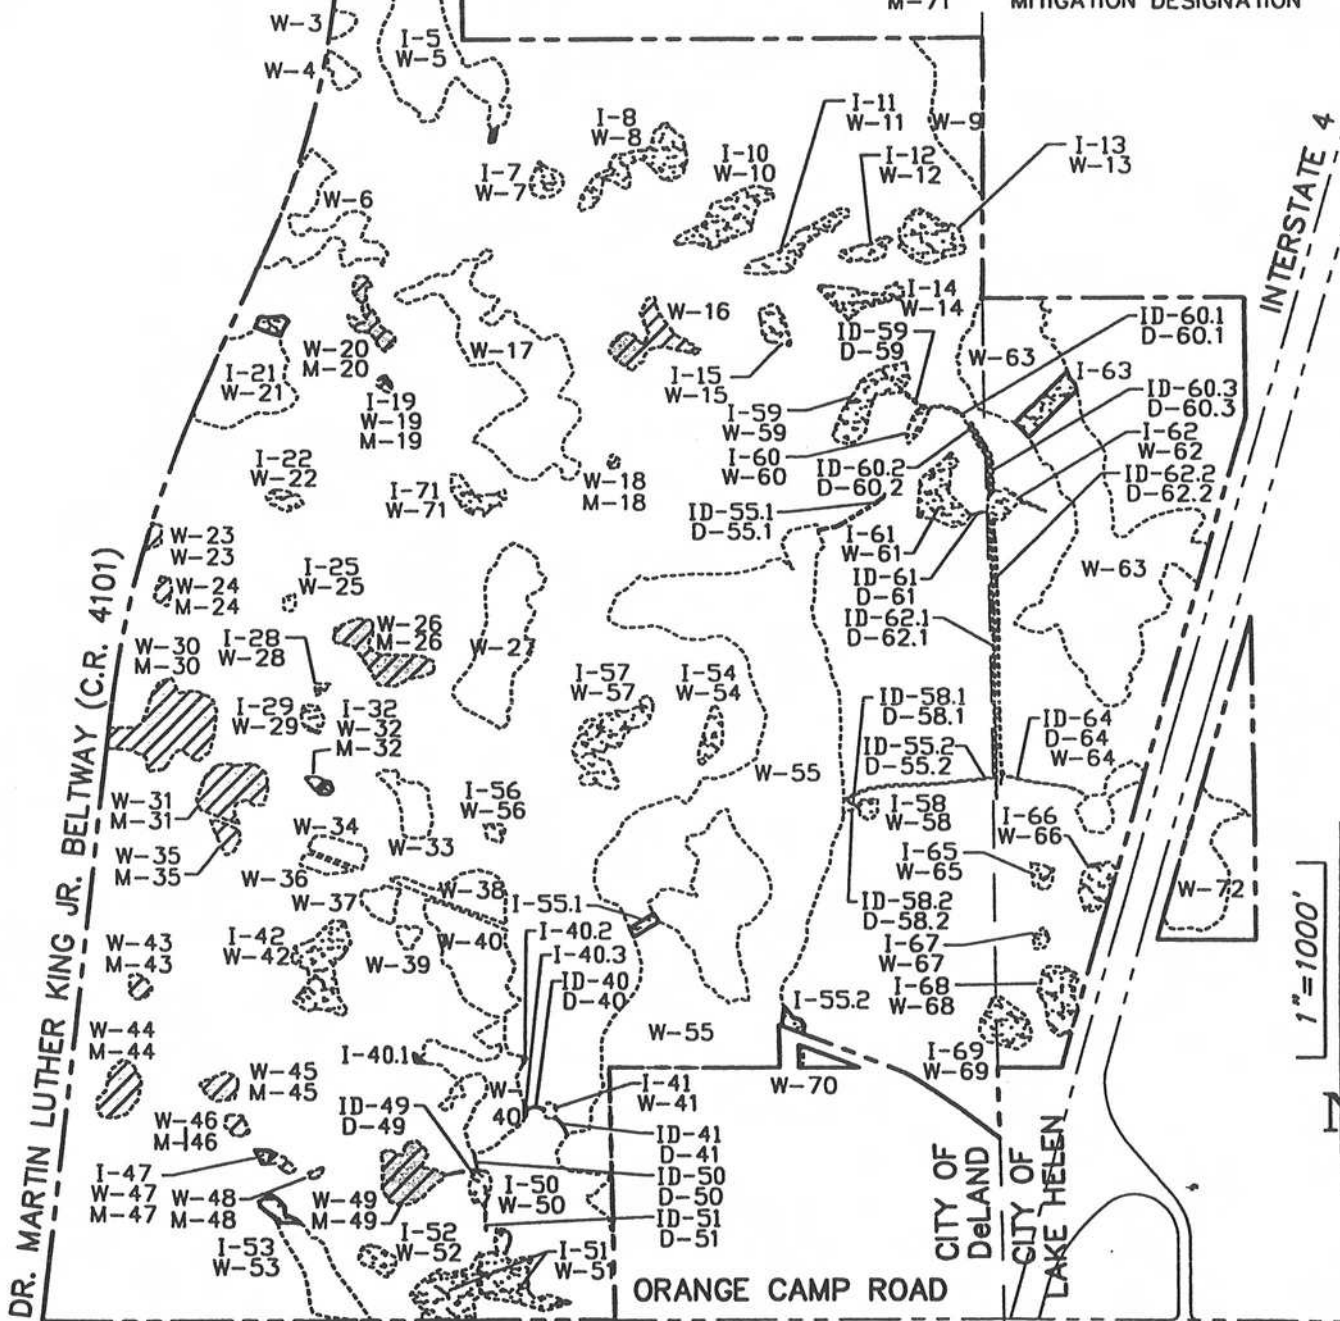 M-71 MITIGATION DESIGNATION
W-3
I-5
W-5
W-4
I-11
W-11
W-9
I-8
W-8
I-10
W-10
I-12
W-12
I-13
W-13
I-7
W-7
W-6
INTERSTATE 4
I-14
W-14
W-16
ID-59
D-59
ID-60.1
D-60.1
W-20
M-20
W-17
W-63
I-63
I-21
W-21
I-15
W-15
ID-60.3
D-60.3
I-19
W-19
M-19
I-59
W-59
I-62
W-62
I-60
W-60
ID-60.2
D-60.2
ID-62.2
D-62.2
I-22
W-22
I-71
W-71
W-18
M-18
ID-55.1
D-55.1
I-61
W-61
W-23
W-23
I-25
W-25
ID-61
D-61
W-63
W-24
M-24
ID-62.1
D-62.1
W-26
M-26
W-30
M-30
I-28
W-28
W-27
I-57
W-57
I-54
W-54
I-29
W-29
I-32
W-32
M-32
ID-58.1
D-58.1
ID-64
D-64
W-64
ID-55.2
D-55.2
W-55
W-31
M-31
I-56
W-56
I-58
W-58
I-66
W-66
W-34
W-33
W-35
M-35
W-36
I-65
W-65
W-72
W-37
W-38
I-55.1
ID-58.2
D-58.2
I-42
W-42
W-40
I-40.2
W-43
M-43
W-39
I-40.3
I-67
W-67
ID-40
D-40
I-68
W-68
I-55.2
W-44
M-44
W-55
I-40.1
I-69
W-69
W-45
M-45
W-70
I-41
W-41
W-
40
ID-49
D-49
W-46
M-46
ID-41
D-41
I-47
W-47
M-47
W-48
M-48
W-49
M-49
I-50
W-50
ID-50
D-50
ID-51
D-51
I-53
W-53
I-52
W-52
I-51
W-51
DR. MARTIN LUTHER KING JR. BELTWAY (C.R. 4101)
ORANGE CAMP ROAD
CITY OF
DeLAND
CITY OF
LAKE HELEN
1"=1000'